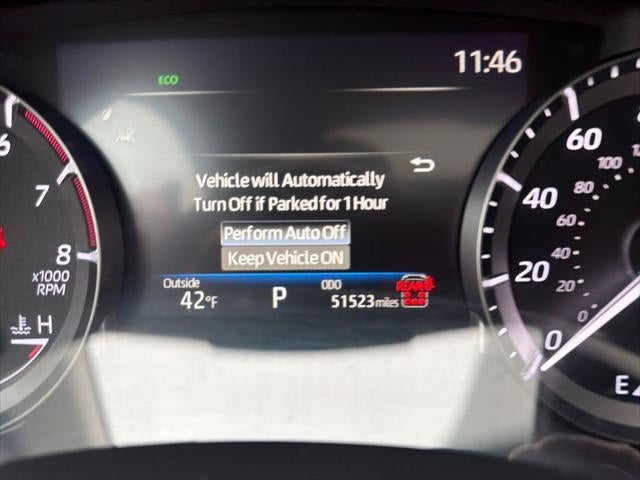 11:46
ECO
6
7
8
x1000
RPM
H
Vehicle will Automatically
Turn Off if Parked for 1 Hour
Perform Auto Off
Keep Vehicle ON
Outside
42°F
P
ODO
51523 miles
REAR
60
40
20
0
100
80
60
40
20
0
E